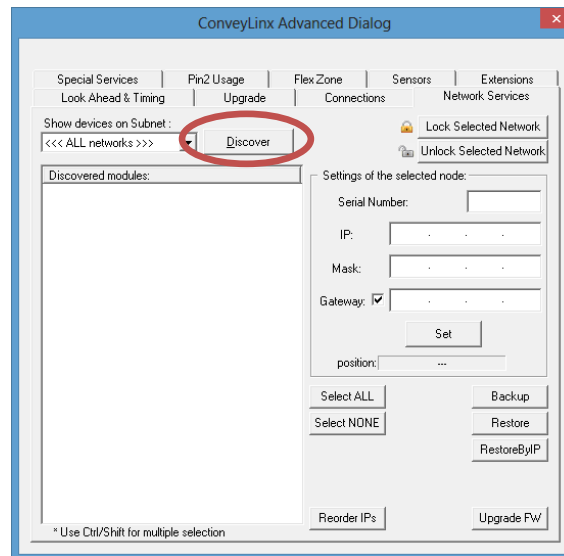 ConveyLinx Advanced Dialog
x
Special Services Pin2 Usage Flex Zone Sensors Extensions
Look Ahead & Timing Upgrade Connections Network Services
Show devices on Subnet :
<<< ALL networks >>> Discover
Lock Selected Network
Unlock Selected Network
Discovered modules:
Settings of the selected node:
Serial Number:
IP: . . .
Mask: . . .
Gateway: . . .
Set
position: ...
Select ALL Backup
Select NONE Restore
RestoreByIP
Reorder IPs Upgrade FW
* Use Ctrl/Shift for multiple selection